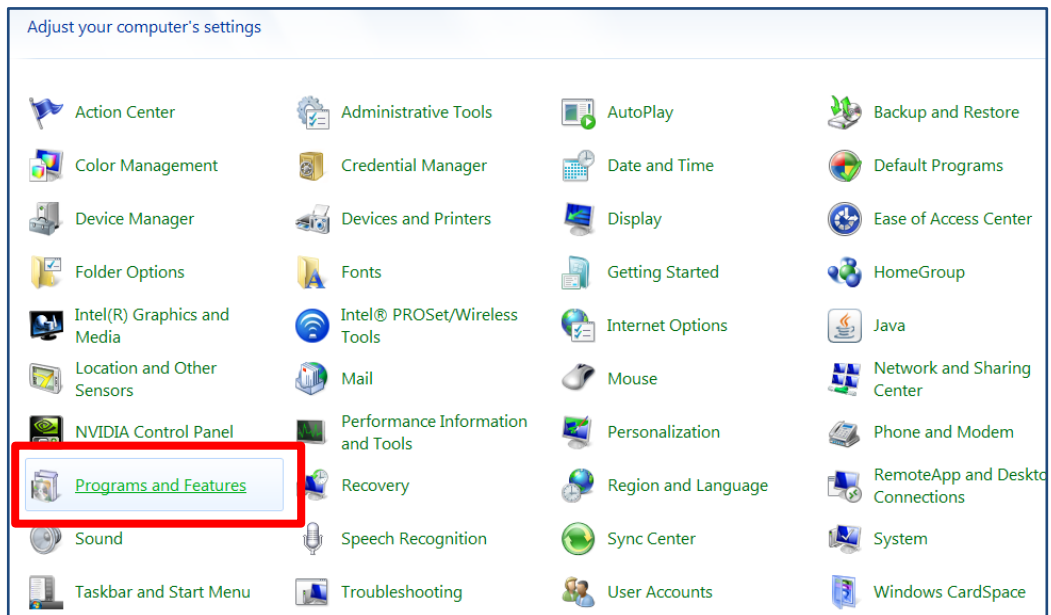 Adjust your computer's settings
Action Center
Administrative Tools
AutoPlay
Backup and Restore
Color Management
Credential Manager
Date and Time
Default Programs
Device Manager
Devices and Printers
Display
Ease of Access Center
Folder Options
Fonts
Getting Started
HomeGroup
Intel(R) Graphics and
Media
Intel® PROSet/Wireless
Tools
Internet Options
Java
Location and Other
Sensors
Mail
Mouse
Network and Sharing
Center
NVIDIA Control Panel
Performance Information
and Tools
Personalization
Phone and Modem
Programs and Features
Recovery
Region and Language
RemoteApp and Deskto
Connections
Sound
Speech Recognition
Sync Center
System
Taskbar and Start Menu
Troubleshooting
User Accounts
Windows CardSpace